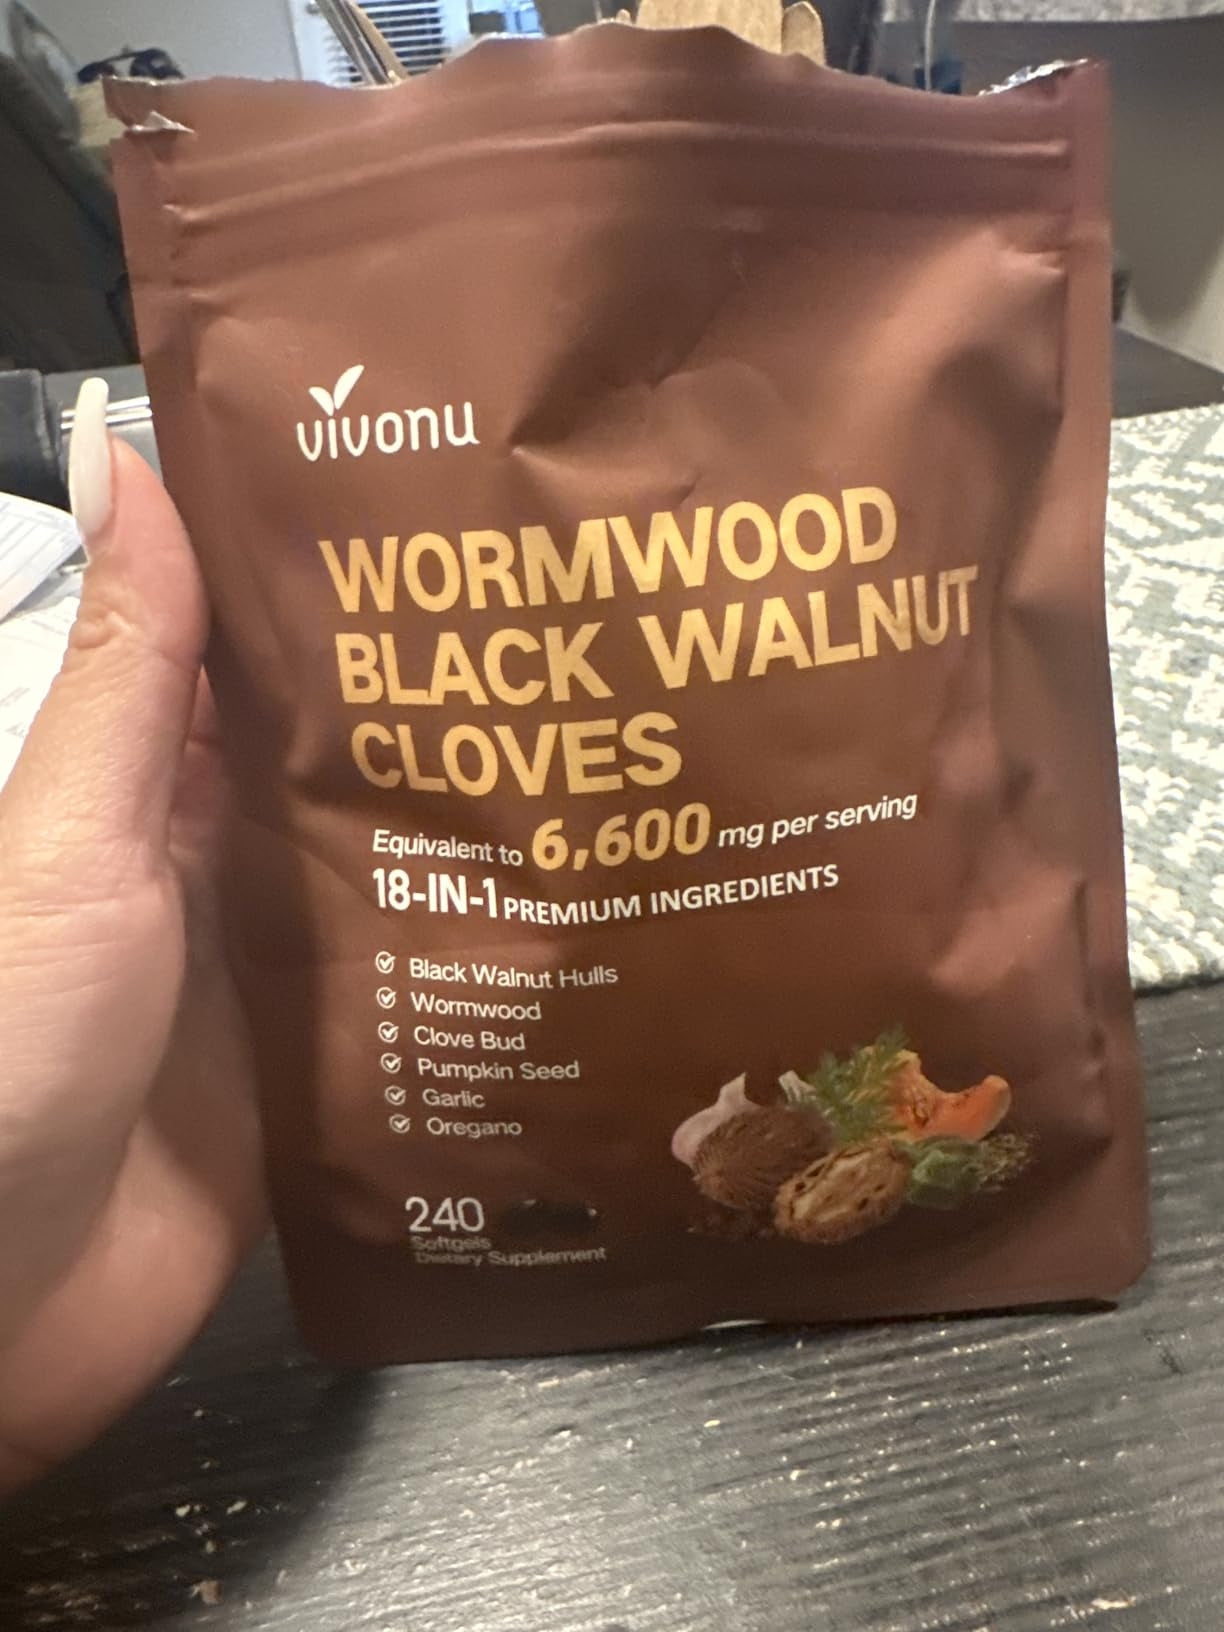 vivonu
WORMWOOD
BLACK WALNUT
CLOVES
Equivalent to 6,600 mg per serving
18-IN-1 PREMIUM INGREDIENTS
Black Walnut Hulls
Wormwood
Clove Bud
Pumpkin Seed
Garlic
Oregano
240
Softgels
Dietary Supplement